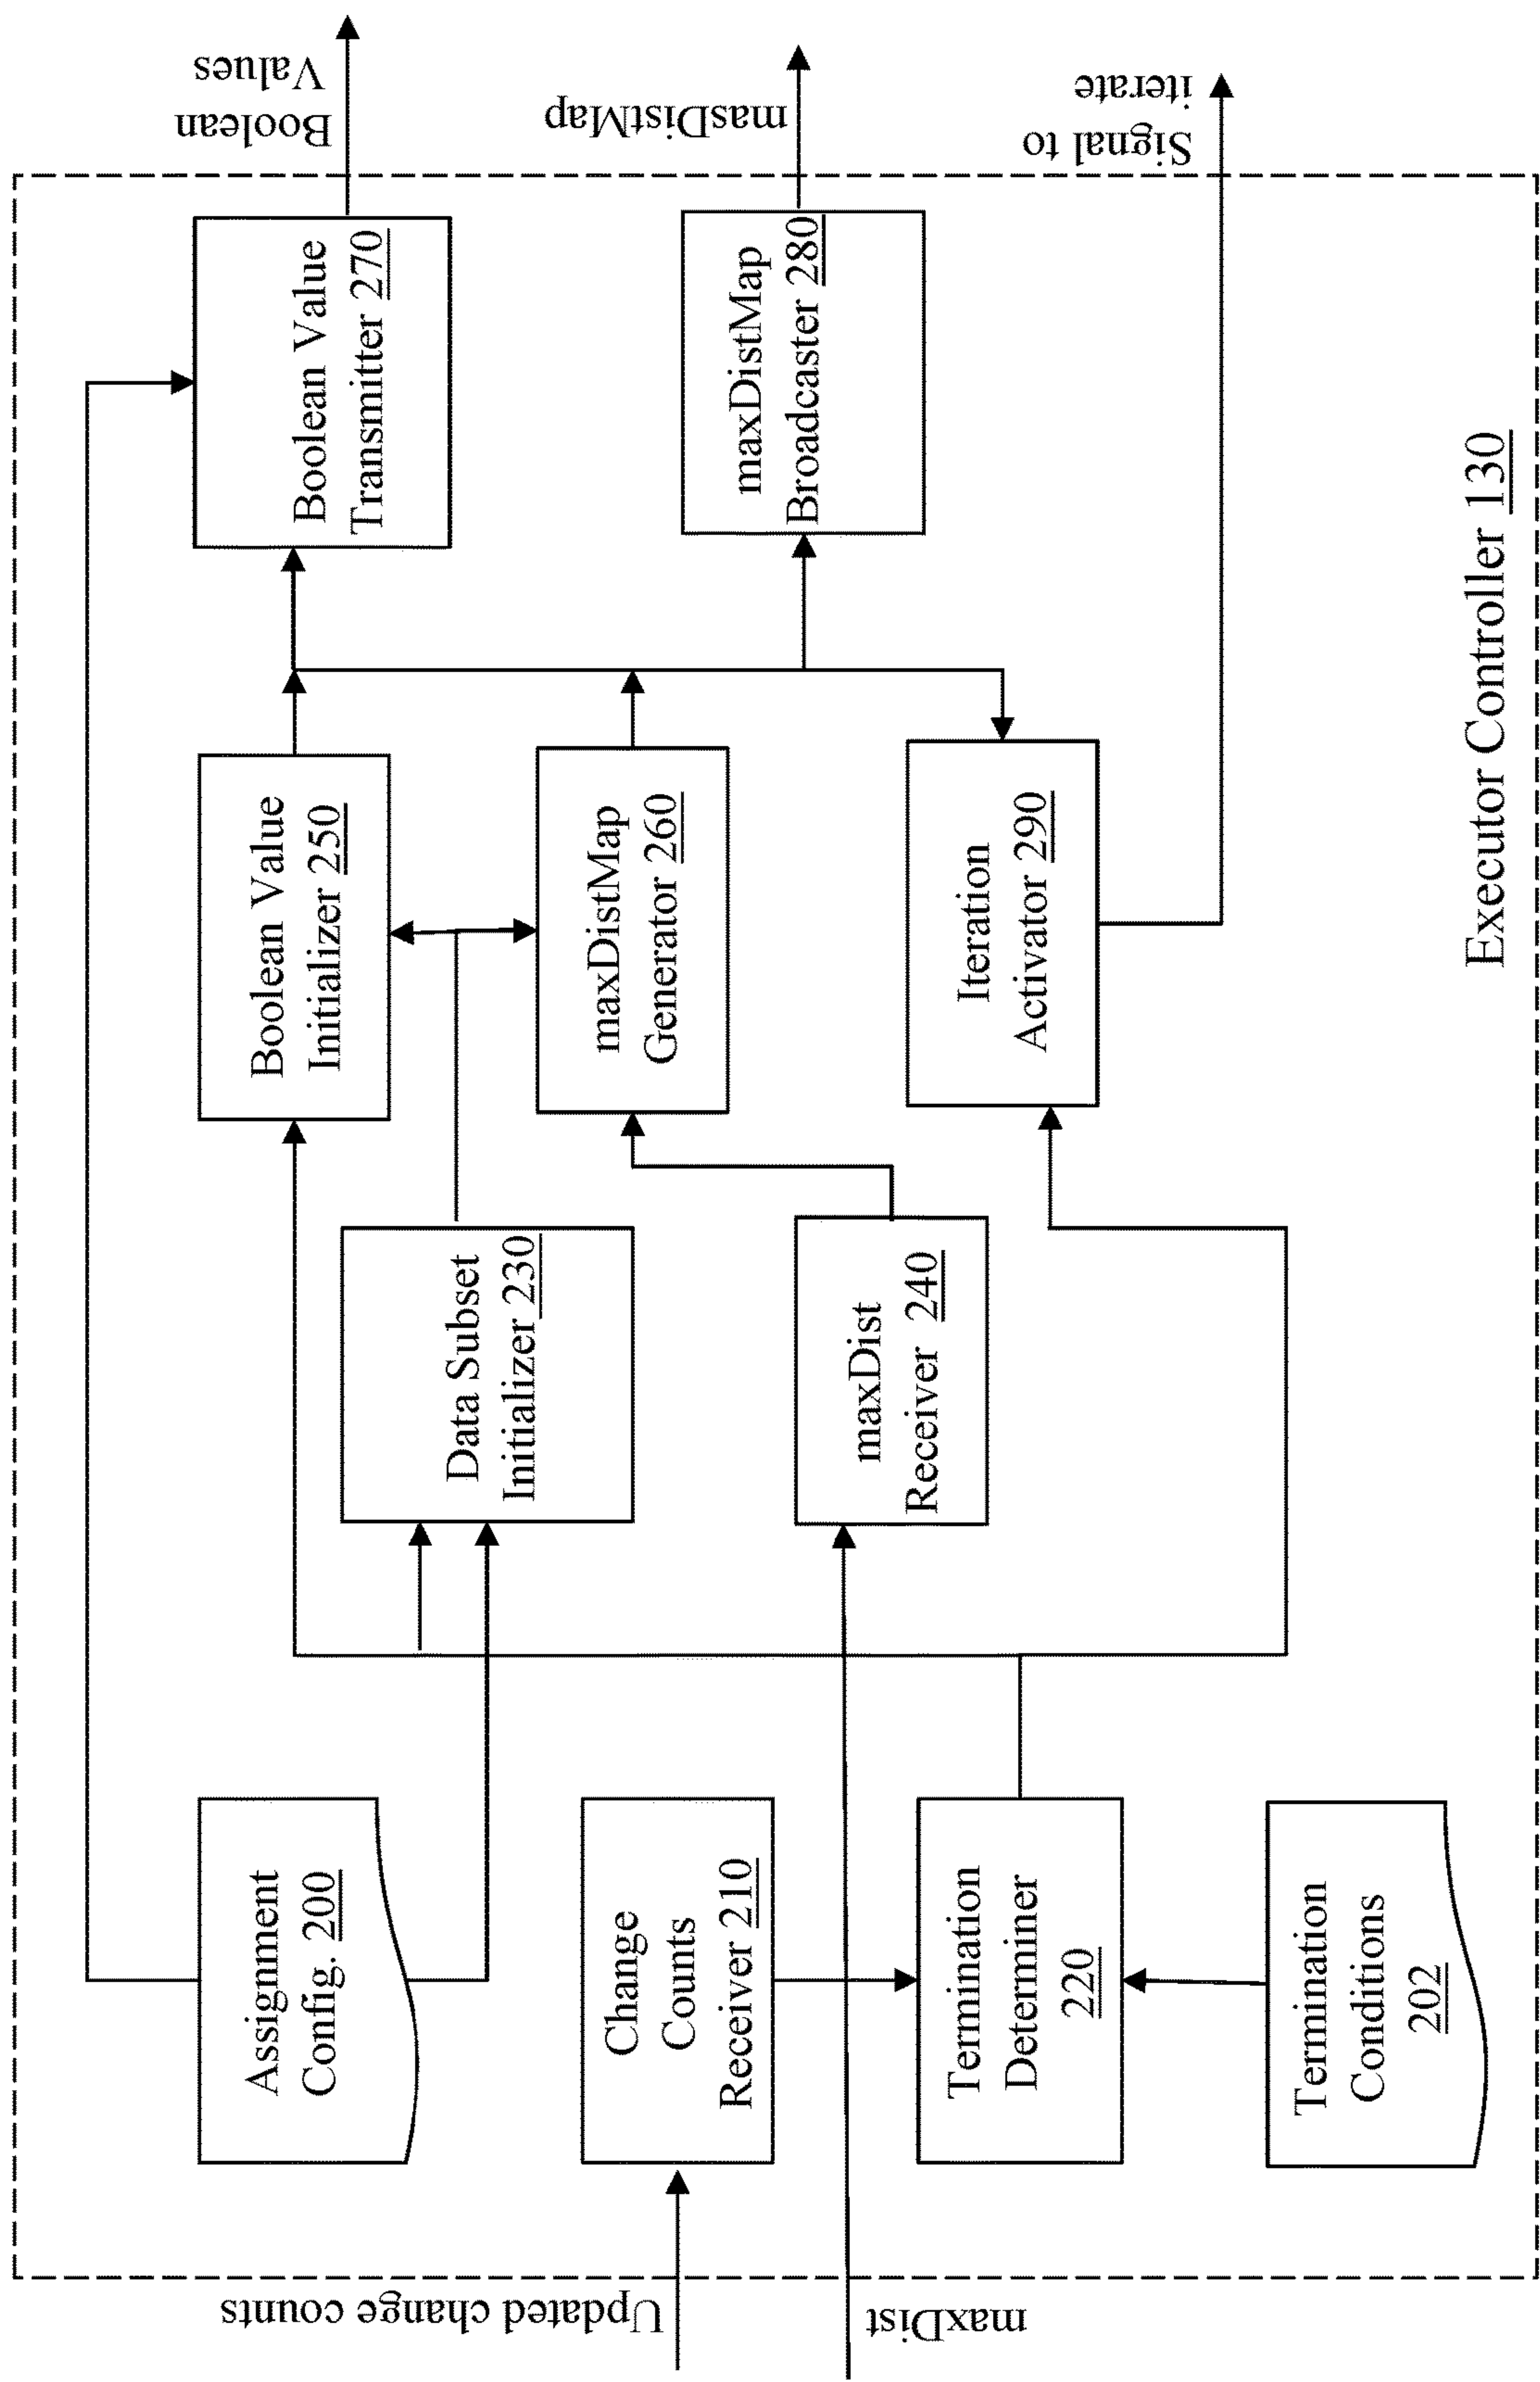 Boolean
Values
masDistMap
Signal to
iterate
Boolean Value
Transmitter 270
maxDistMap
Broadcaster 280
Boolean Value
Initializer 250
maxDistMap
Generator 260
Iteration
Activator 290
Data Subset
Initializer 230
maxDist
Receiver 240
Assignment
Config. 200
Change
Counts
Receiver 210
Termination
Determiner
220
Termination
Conditions
202
Updated change counts
maxDist
Executor Controller 130